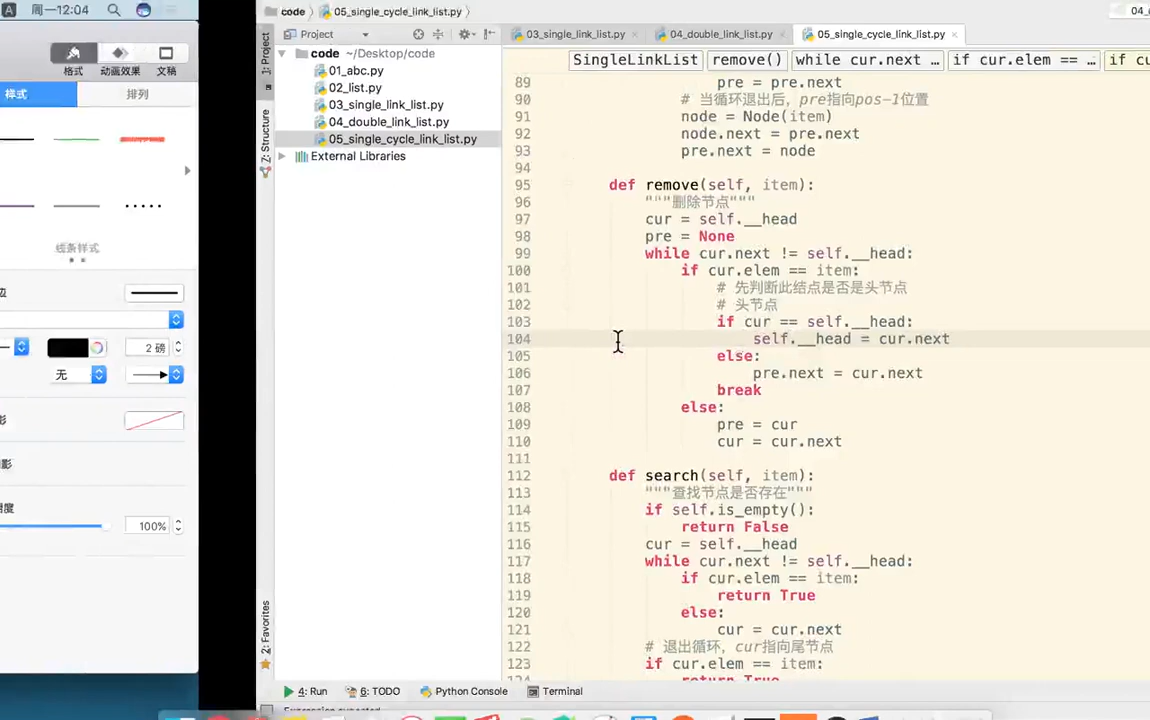 周一12:04
格式
动画效果
文稿
样式
排列
线条样式
边
2 磅
无
影
100%
code
05_single_cycle_link_list.py
Project
1: Project
7: Structure
2: Favorites
code ~/Desktop/code
01_abc.py
02_list.py
03_single_link_list.py
04_double_link_list.py
05_single_cycle_link_list.py
External Libraries
03_single_link_list.py
04_double_link_list.py
05_single_cycle_link_list.py
SingleLinkList
remove()
while cur.next …
if cur.elem == …
if cu
89 pre = pre.next
90 # 当循环退出后，pre指向pos-1位置
91 node = Node(item)
92 node.next = pre.next
93 pre.next = node
94
95 def remove(self, item):
96 """删除节点"""
97 cur = self.__head
98 pre = None
99 while cur.next != self.__head:
100 if cur.elem == item:
101 # 先判断此结点是否是头节点
102 # 头节点
103 if cur == self.__head:
104 self.__head = cur.next
105 else:
106 pre.next = cur.next
107 break
108 else:
109 pre = cur
110 cur = cur.next
111
112 def search(self, item):
113 """查找节点是否存在"""
114 if self.is_empty():
115 return False
116 cur = self.__head
117 while cur.next != self.__head:
118 if cur.elem == item:
119 return True
120 else:
121 cur = cur.next
122 # 退出循环，cur指向尾节点
123 if cur.elem == item:
return True
4: Run
6: TODO
Python Console
Terminal